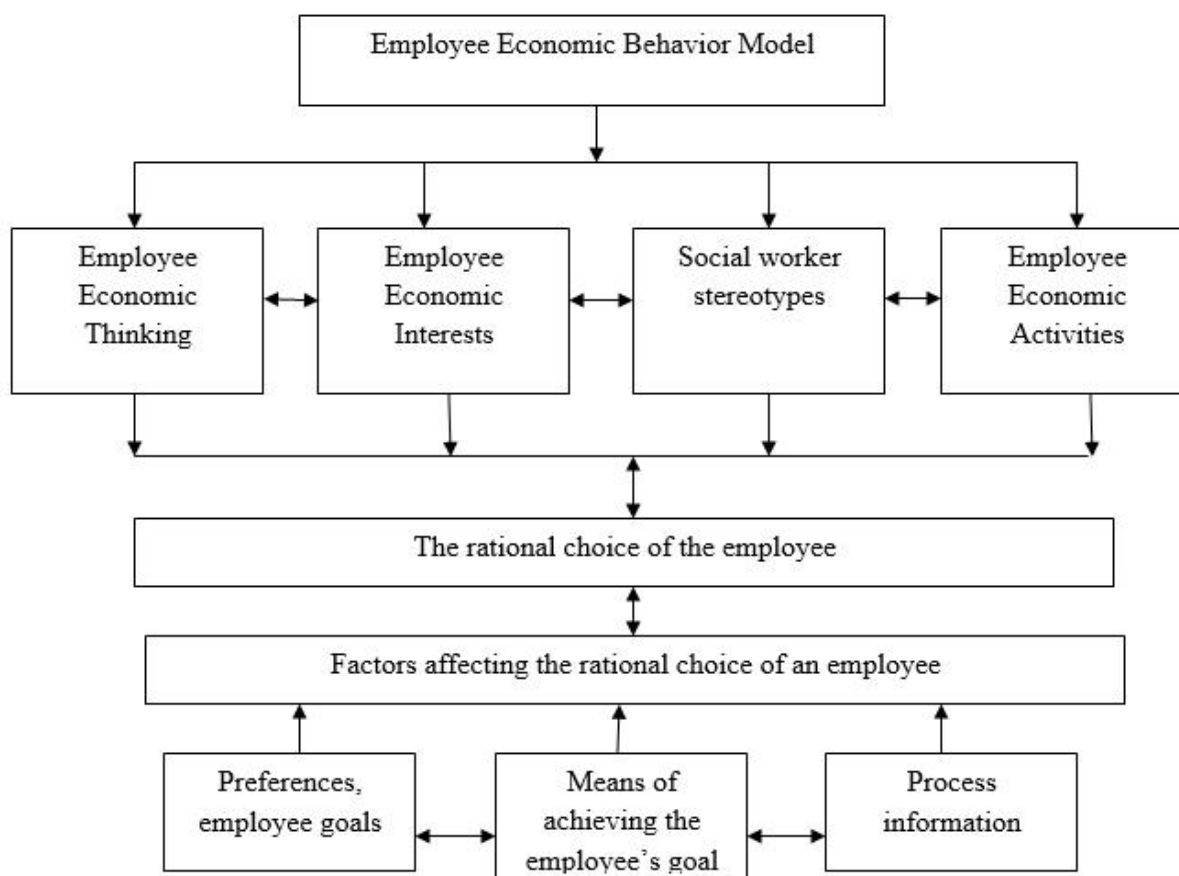 Employee Economic Behavior Model
Employee
Economic
Thinking
Employee
Economic
Interests
Social worker
stereotypes
Employee
Economic
Activities
The rational choice of the employee
Factors affecting the rational choice of an employee
Preferences,
employee goals
Means of
achieving the
employee’s goal
Process
information